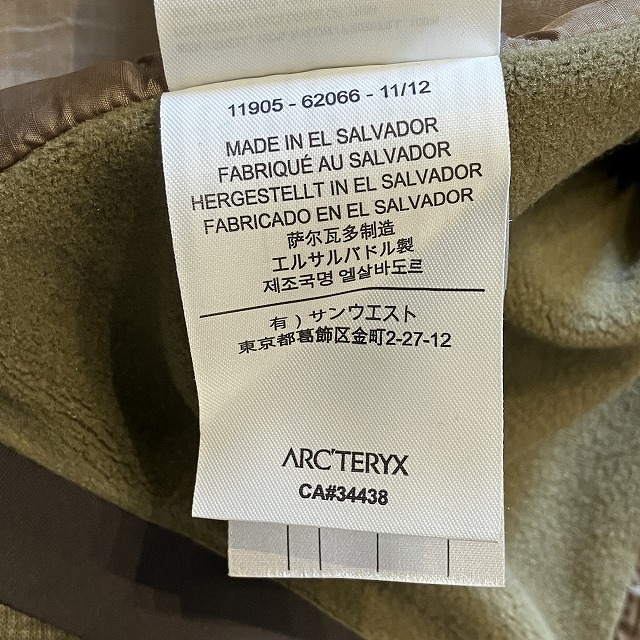 11905 - 62066 - 11/12
MADE IN EL SALVADOR
FABRIQUÉ AU SALVADOR
HERGESTELLT IN EL SALVADOR
FABRICADO EN EL SALVADOR
萨尔瓦多制造
エルサルバドル製
제조국명 엘살바도르
有）サンウエスト
東京都葛飾区金町2-27-12
ARC'TERYX
CA#34438